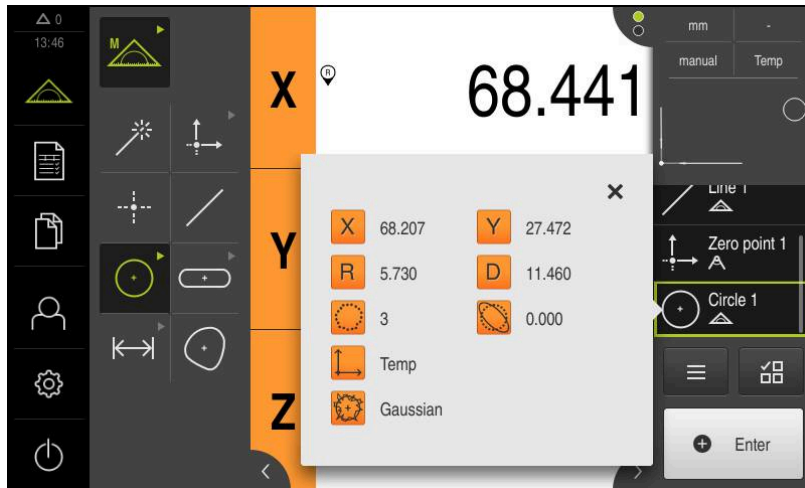 0
13:46
M
X
R
68.441
mm
-
manual
Temp
X
68.207
Y
27.472
R
5.730
D
11.460
3
0.000
Temp
Gaussian
Y
Z
Line 1
Zero point 1
Circle 1
Enter